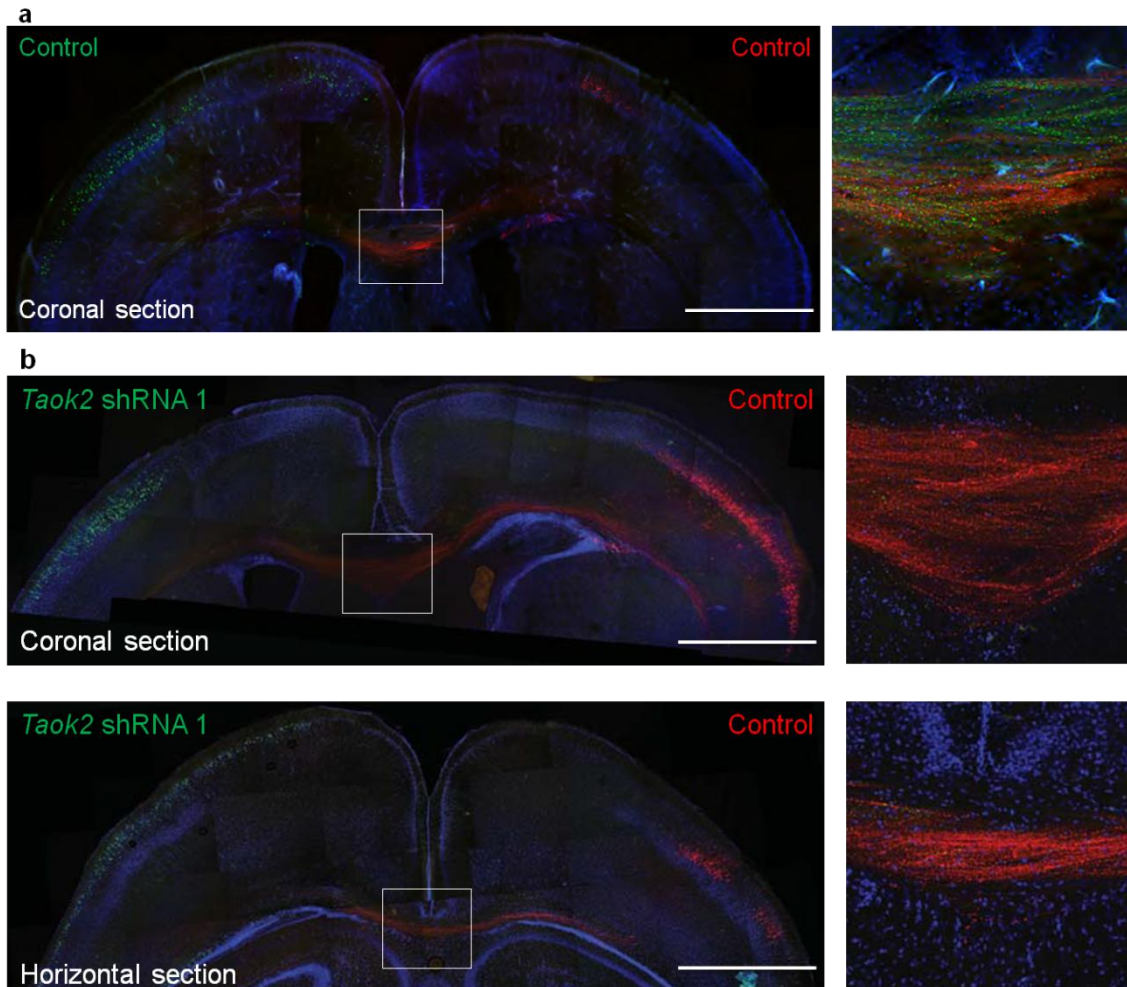 a
Control
Control
Coronal section
b
Taok2 shRNA 1
Control
Coronal section
Taok2 shRNA 1
Control
Horizontal section